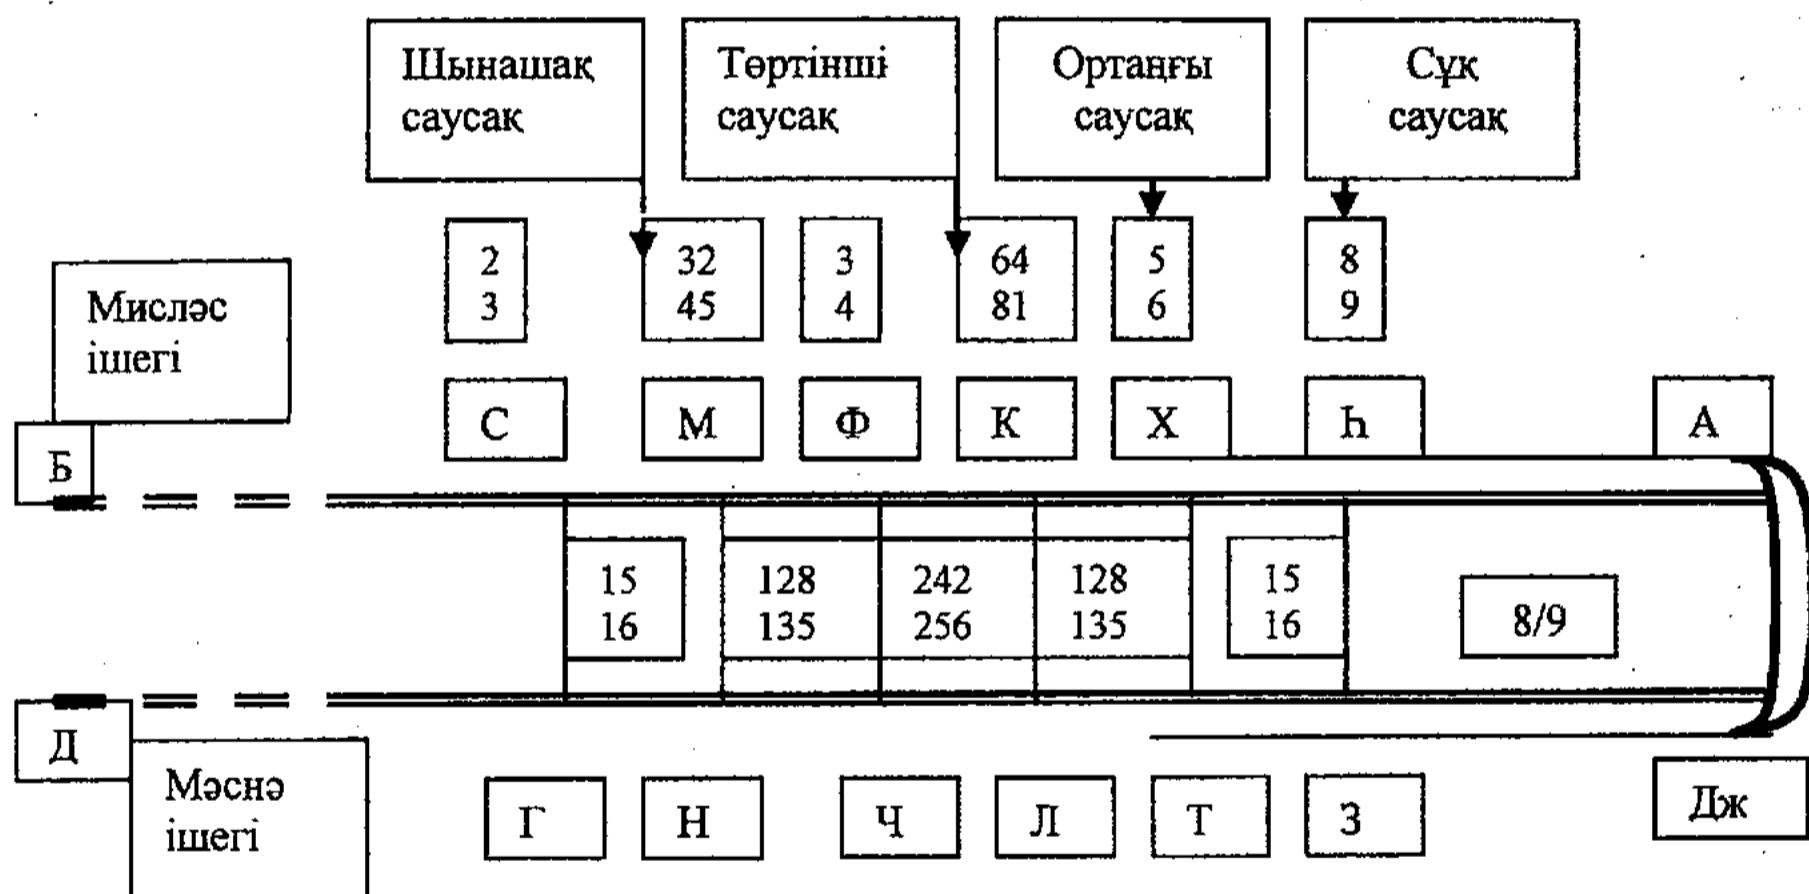 Шынашақ
саусақ
Төртінші
саусақ
Ортаңғы
саусақ
Сұқ
саусақ
2
3
32
45
3
4
64
81
5
6
8
9
Мисләс
ішегі
С
М
Ф
К
Х
Һ
А
Б
15
16
128
135
242
256
128
135
15
16
8/9
Д
Мәснә
ішегі
Г
Н
Ч
Л
Т
З
Дж